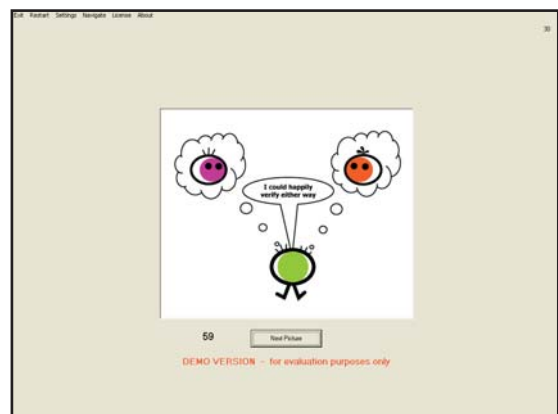 Exit Restart Settings Navigate License About
39
I could happily
verify either way
59
Next Picture
DEMO VERSION - for evaluation purposes only